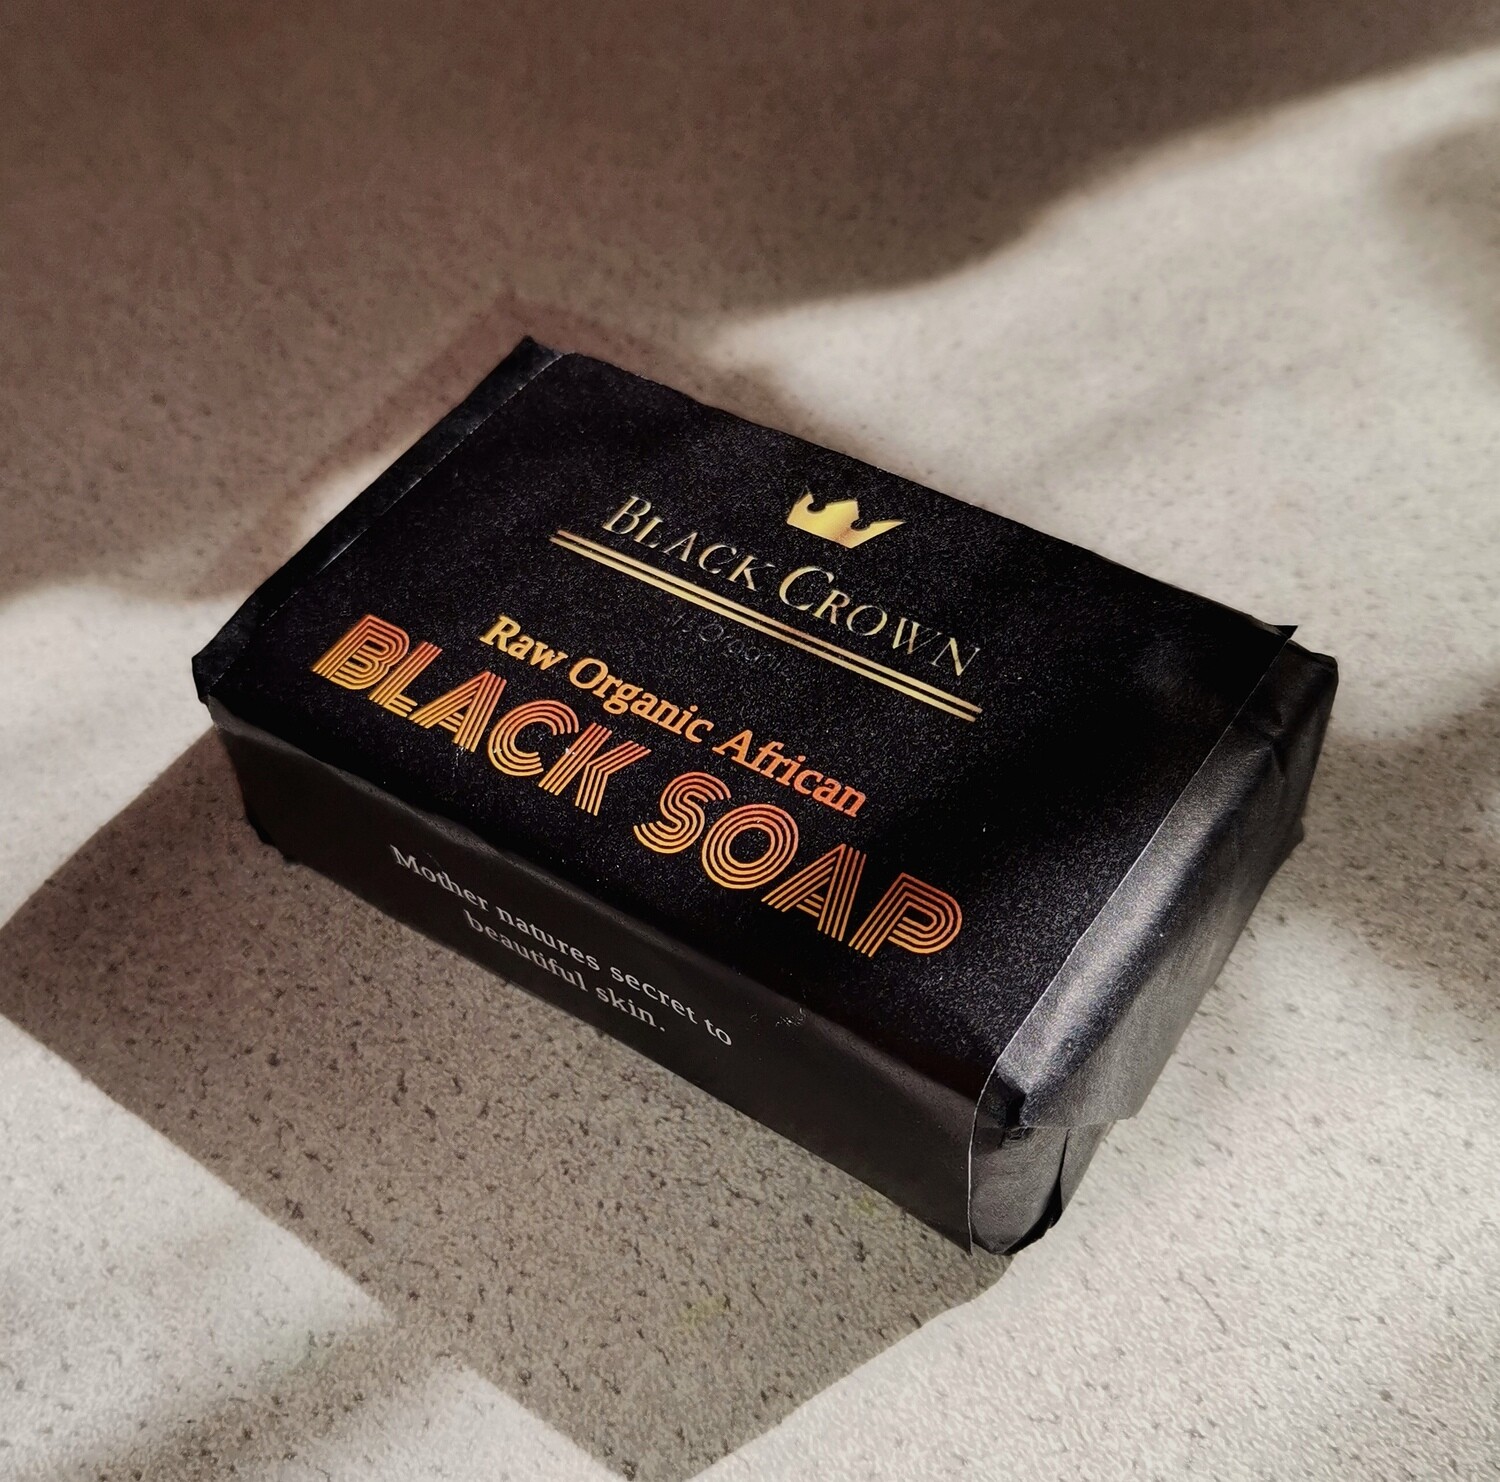 BLACK CROWN
Raw Organic African
BLACK SOAP
Mother natures secret to
beautiful skin.